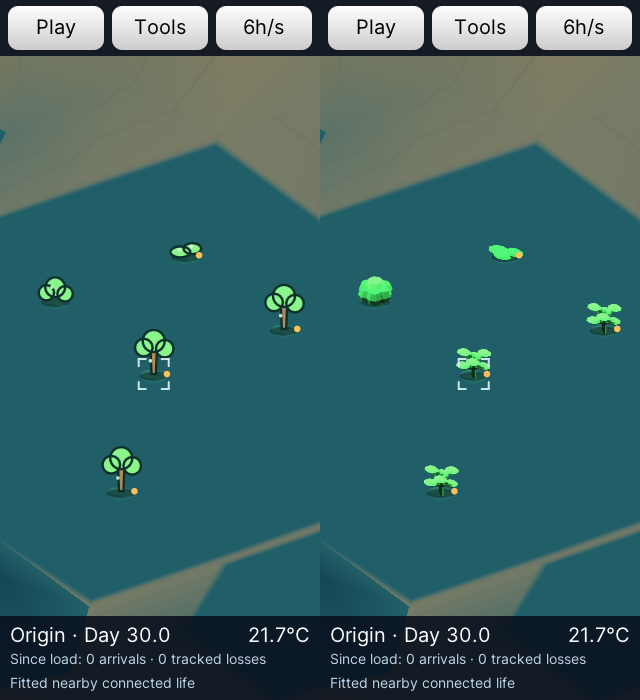 Play Tools 6h/s Play Tools 6h/s
Origin · Day 30.0 21.7°C Origin · Day 30.0 21.7°C
Since load: 0 arrivals · 0 tracked losses Since load: 0 arrivals · 0 tracked losses
Fitted nearby connected life Fitted nearby connected life